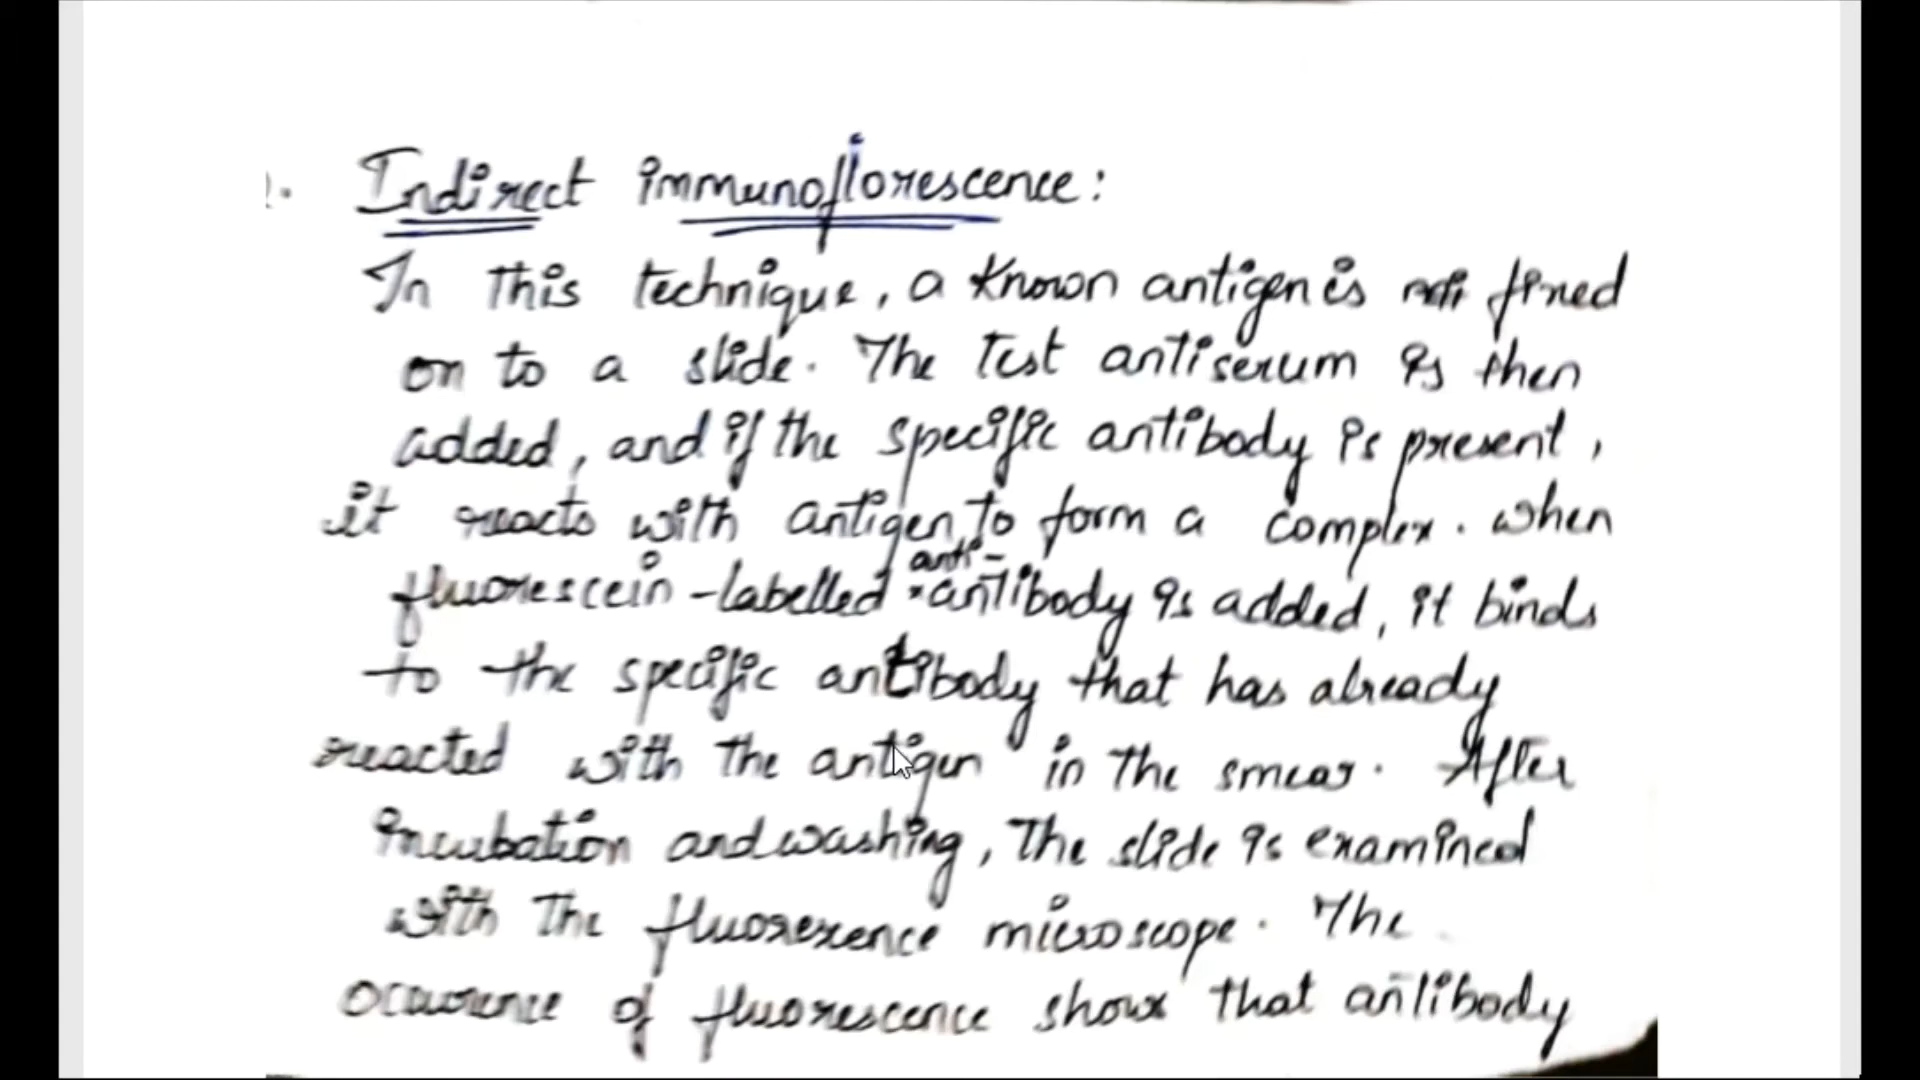 Indirect immunoflorescence:
In this technique, a known antigen is fixed
on to a slide. The test antiserum is then
added, and if the specific antibody is present,
it reacts with antigen to form a complex. when
anti-
fluorescein-labelled antibody is added, it binds
to the specific antibody that has already
reacted with the antigen in the smear. After
incubation and washing, The slide is examined
with The fluorexence microscope. The
occurence of fluorescence shows that antibody